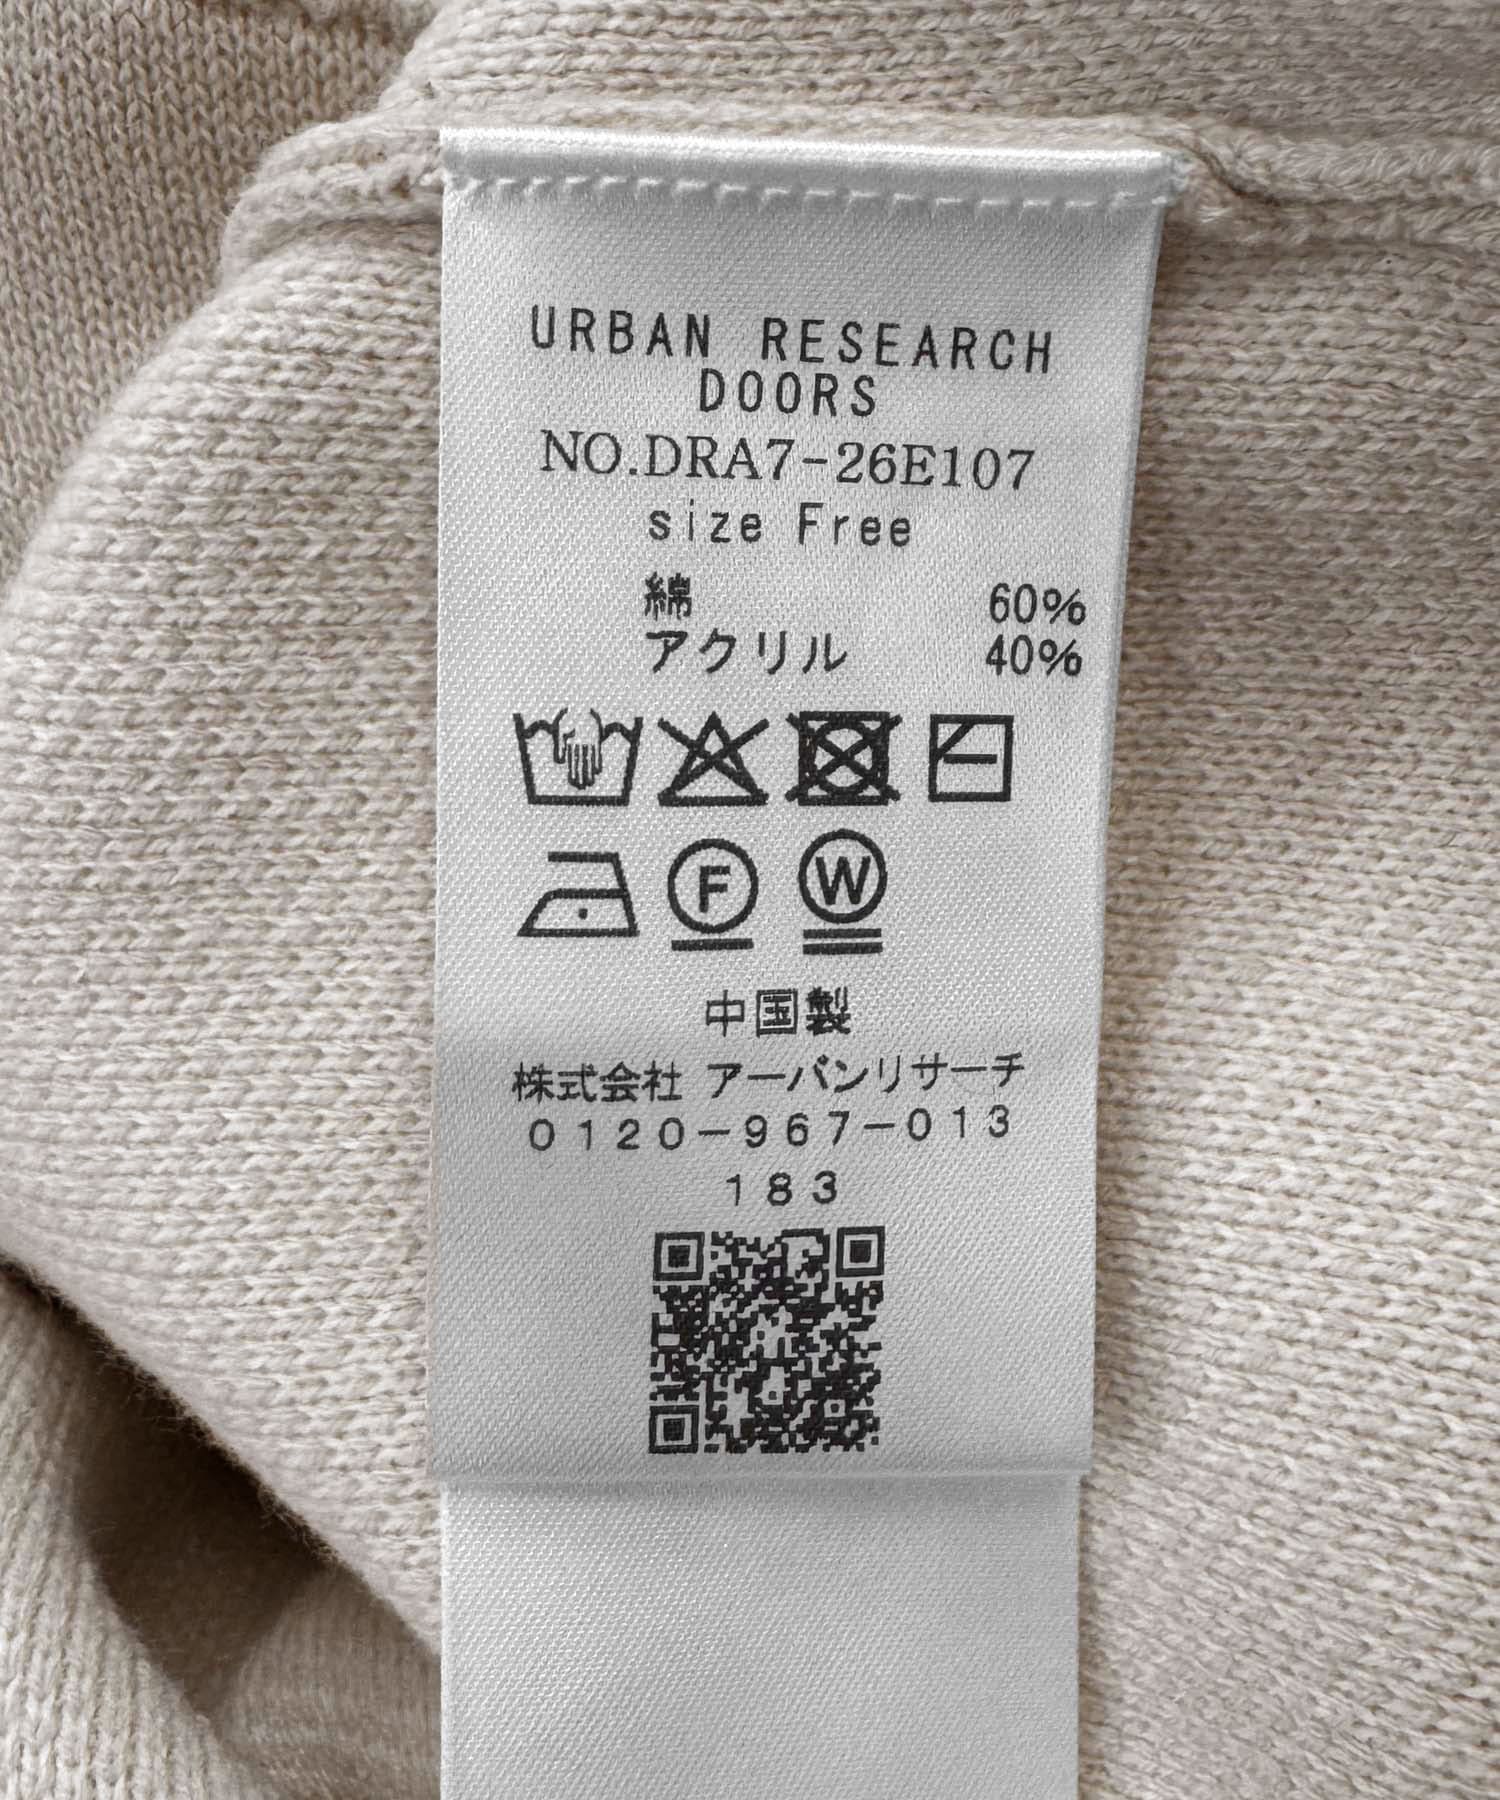 URBAN RESEARCH
DOORS
NO.DRA7-26E107
size Free
綿 60%
アクリル 40%
F W
中国製
株式会社 アーバンリサーチ
0120-967-013
183